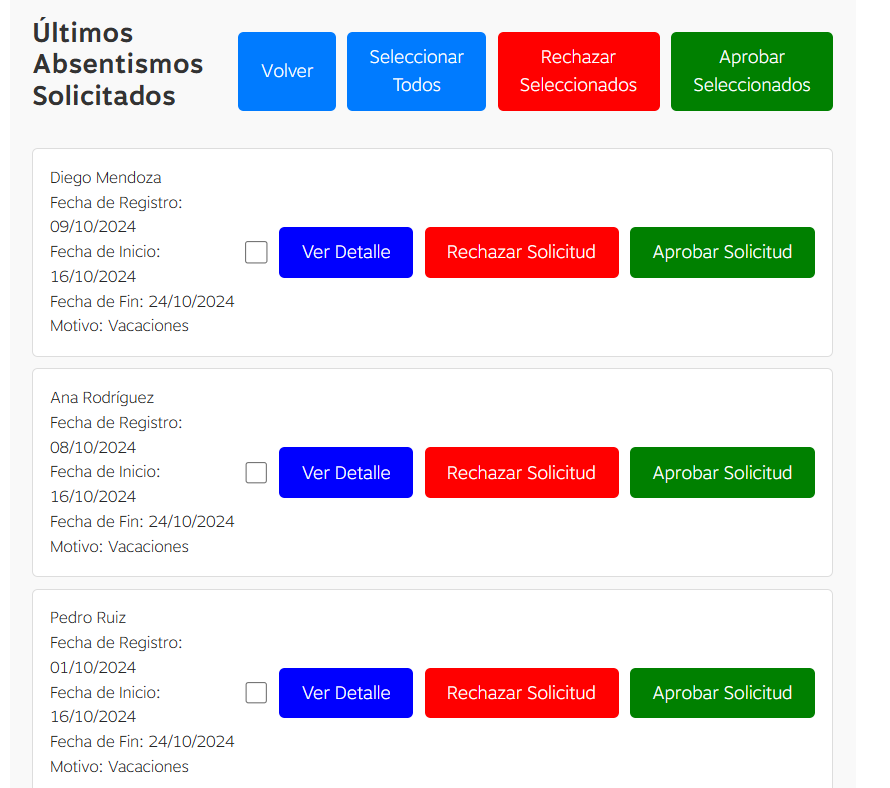 Últimos
Absentismos
Solicitados
Volver
Seleccionar
Todos
Rechazar
Seleccionados
Aprobar
Seleccionados
Diego Mendoza
Fecha de Registro:
09/10/2024
Fecha de Inicio:
16/10/2024
Fecha de Fin: 24/10/2024
Motivo: Vacaciones
Ver Detalle
Rechazar Solicitud
Aprobar Solicitud
Ana Rodríguez
Fecha de Registro:
08/10/2024
Fecha de Inicio:
16/10/2024
Fecha de Fin: 24/10/2024
Motivo: Vacaciones
Ver Detalle
Rechazar Solicitud
Aprobar Solicitud
Pedro Ruiz
Fecha de Registro:
01/10/2024
Fecha de Inicio:
16/10/2024
Fecha de Fin: 24/10/2024
Motivo: Vacaciones
Ver Detalle
Rechazar Solicitud
Aprobar Solicitud